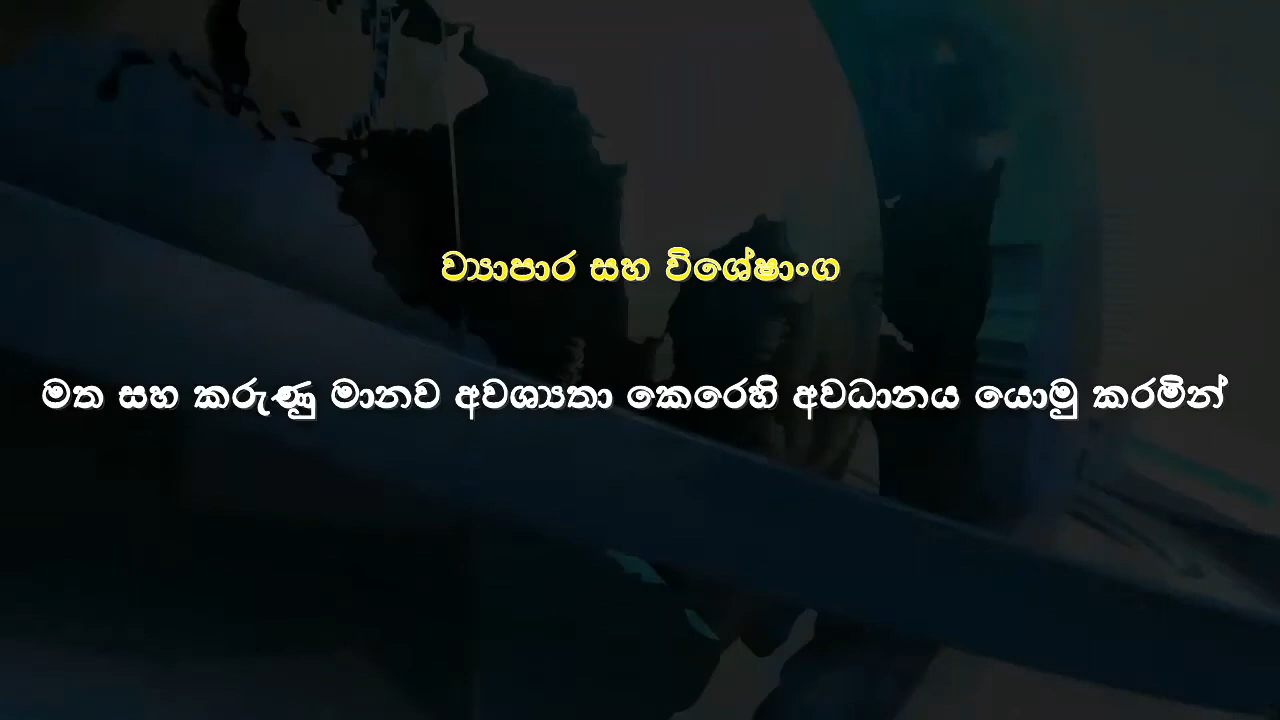 ව්‍යාපාර සහ විශේෂාංග
මත සහ කරුණු මානව අවශ්‍යතා කෙරෙහි අවධානය යොමු කරමින්